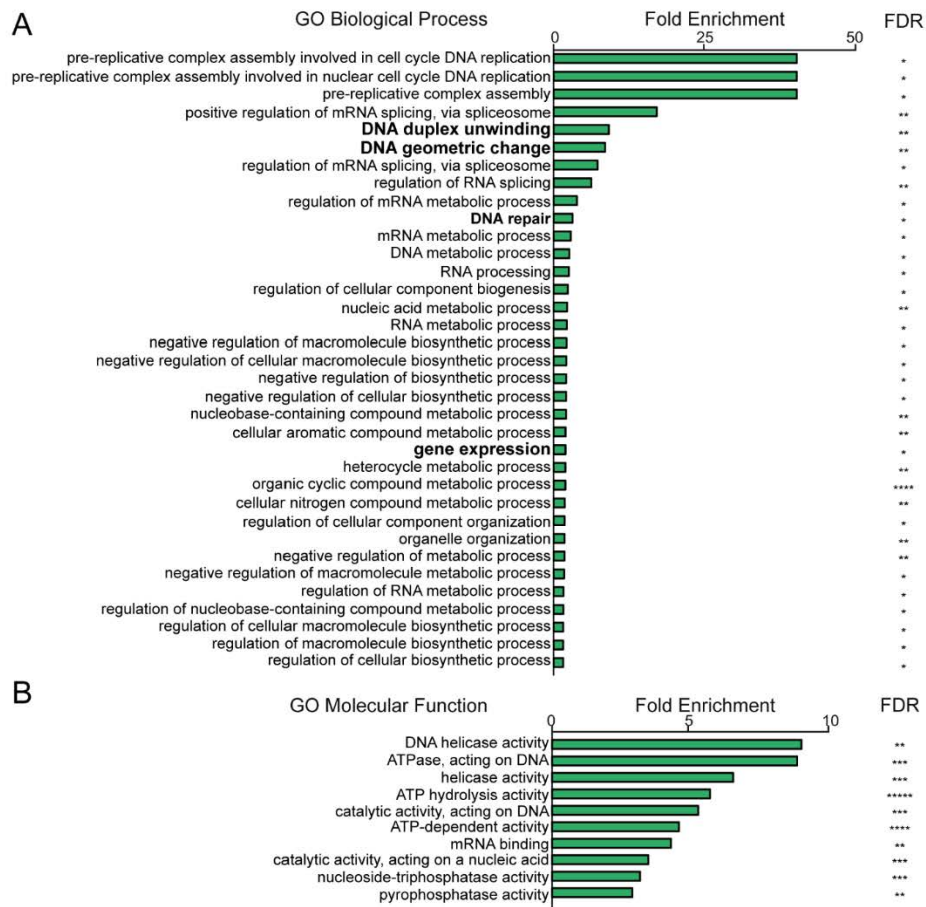 A
GO Biological Process Fold Enrichment FDR
0 25 50
pre-replicative complex assembly involved in cell cycle DNA replication *
pre-replicative complex assembly involved in nuclear cell cycle DNA replication *
pre-replicative complex assembly *
positive regulation of mRNA splicing, via spliceosome **
DNA duplex unwinding **
DNA geometric change **
regulation of mRNA splicing, via spliceosome *
regulation of RNA splicing **
regulation of mRNA metabolic process *
DNA repair *
mRNA metabolic process *
DNA metabolic process *
RNA processing *
regulation of cellular component biogenesis *
nucleic acid metabolic process **
RNA metabolic process *
negative regulation of macromolecule biosynthetic process *
negative regulation of cellular macromolecule biosynthetic process *
negative regulation of biosynthetic process *
negative regulation of cellular biosynthetic process *
nucleobase-containing compound metabolic process **
cellular aromatic compound metabolic process **
gene expression *
heterocycle metabolic process **
organic cyclic compound metabolic process ****
cellular nitrogen compound metabolic process **
regulation of cellular component organization *
organelle organization **
negative regulation of metabolic process **
negative regulation of macromolecule metabolic process *
regulation of RNA metabolic process *
regulation of nucleobase-containing compound metabolic process *
regulation of cellular macromolecule biosynthetic process *
regulation of macromolecule biosynthetic process *
regulation of cellular biosynthetic process *
B
GO Molecular Function Fold Enrichment FDR
0 5 10
DNA helicase activity **
ATPase, acting on DNA ***
helicase activity ***
ATP hydrolysis activity *****
catalytic activity, acting on DNA ***
ATP-dependent activity ****
mRNA binding **
catalytic activity, acting on a nucleic acid ***
nucleoside-triphosphatase activity ***
pyrophosphatase activity **